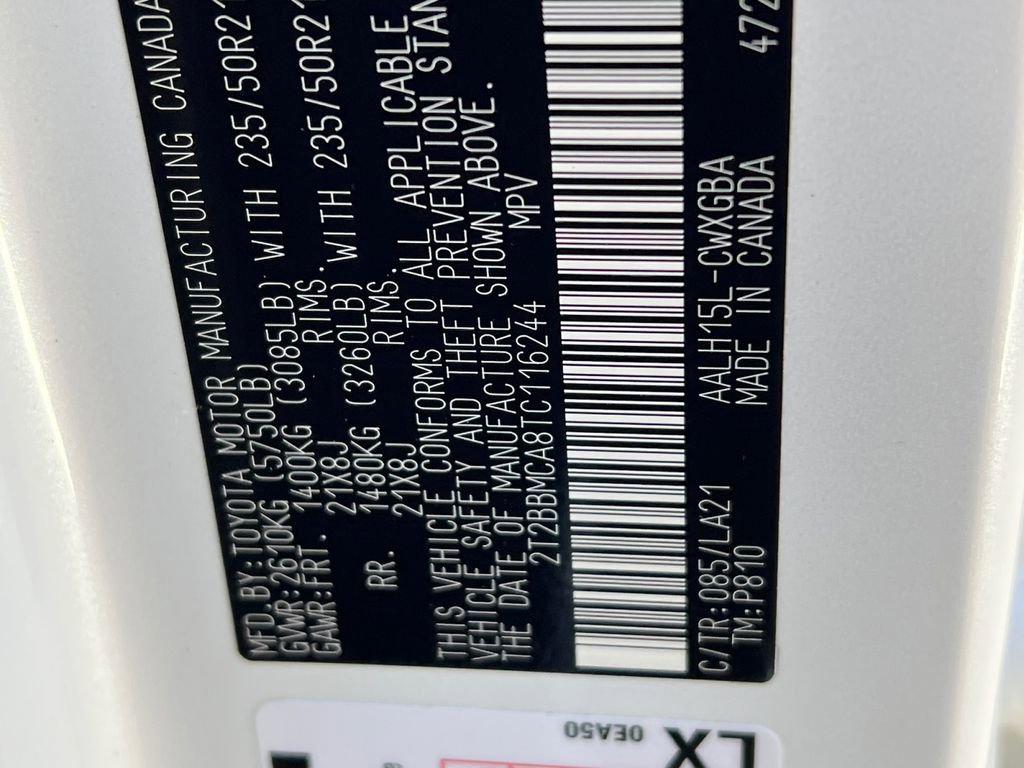 MFD.BY:TOYOTA MOTOR MANUFACTURING CANADA
GVWR:2610KG (5750LB)
GAWR:FRT. 1400KG (3085LB) WITH 235/50R21
21X8J RIMS.
RR. 1480KG (3260LB) WITH 235/50R21
21X8J RIMS.
THIS VEHICLE CONFORMS TO ALL APPLICABLE
VEHICLE SAFETY AND THEFT PREVENTION STAN
THE DATE OF MANUFACTURE SHOWN ABOVE.
2T2BBMCA8TC116244 MPV
C/TR:085/LA21 AALH15L-CWXGBA
TM:P810 MADE IN CANADA 472
0EA50
LX